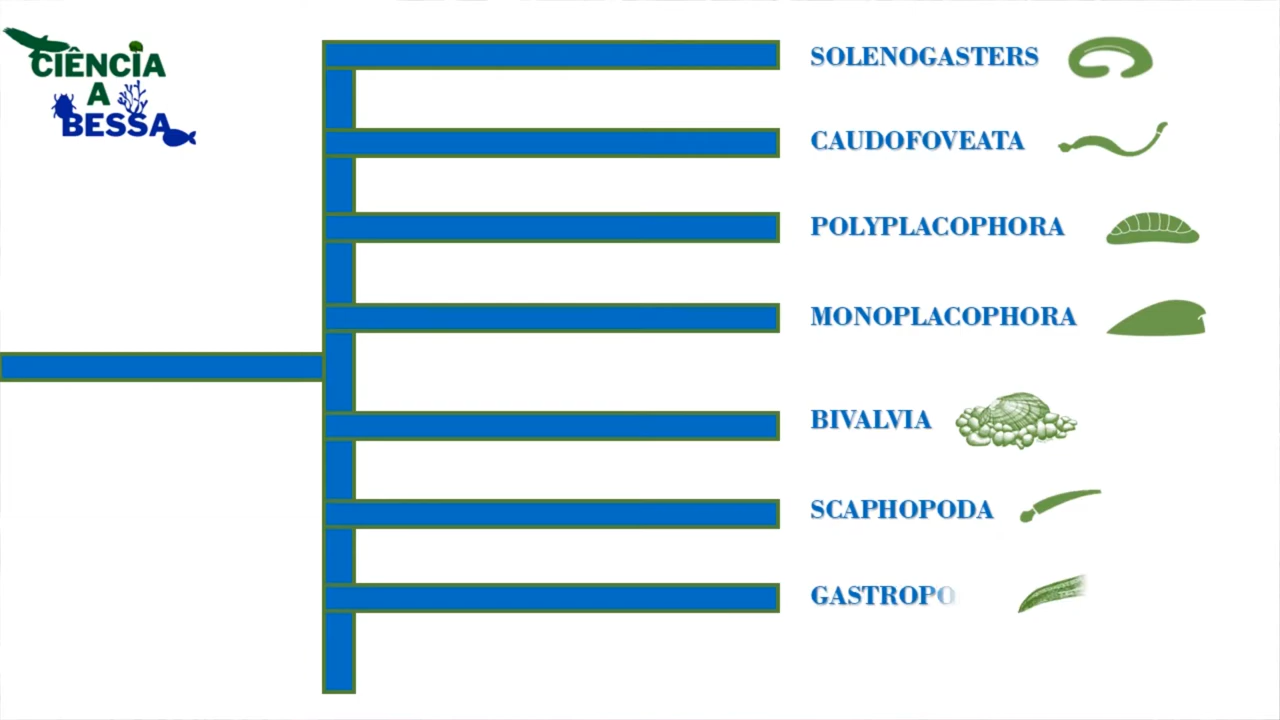 CIÊNCIA
A
BESSA
SOLENOGASTERS
CAUDOFOVEATA
POLYPLACOPHORA
MONOPLACOPHORA
BIVALVIA
SCAPHOPODA
GASTROPO